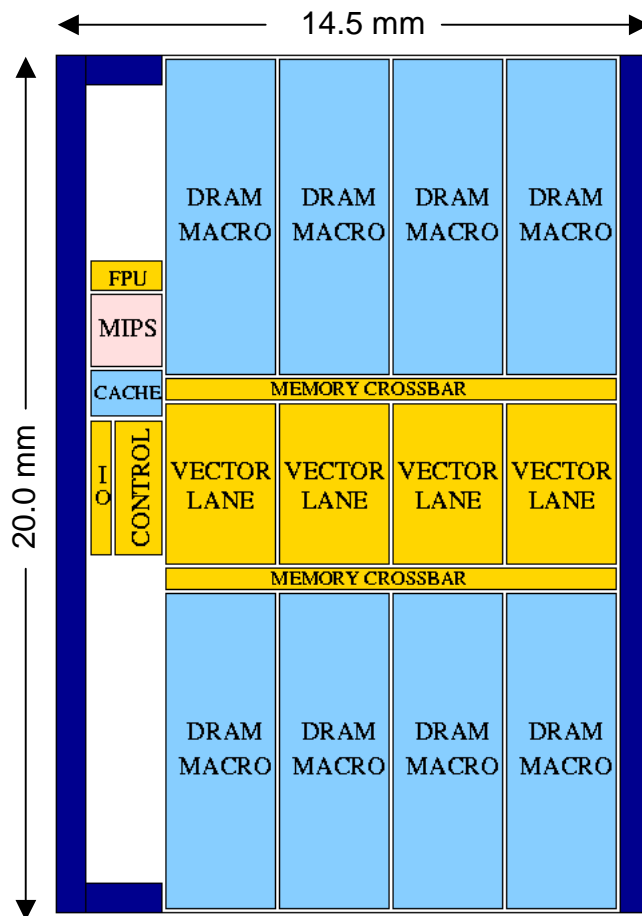 14.5 mm
20.0 mm
DRAM
MACRO
DRAM
MACRO
DRAM
MACRO
DRAM
MACRO
FPU
MIPS
CACHE
MEMORY CROSSBAR
I
O
CONTROL
VECTOR
LANE
VECTOR
LANE
VECTOR
LANE
VECTOR
LANE
MEMORY CROSSBAR
DRAM
MACRO
DRAM
MACRO
DRAM
MACRO
DRAM
MACRO